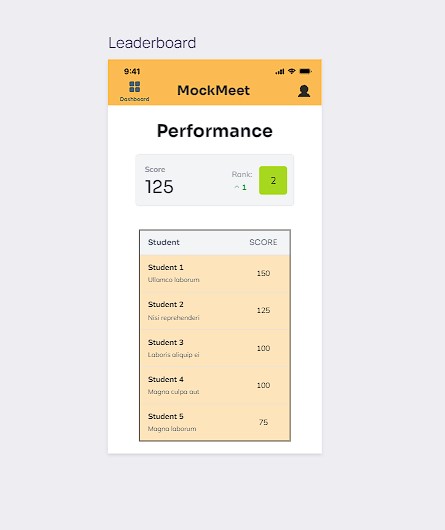 Leaderboard
9:41
Dashboard
MockMeet
Performance
Score
125
Rank:
1
2
Student SCORE
Student 1
Ullamco laborum
150
Student 2
Nisi reprehenderi
125
Student 3
Laboris aliquip ei
100
Student 4
Magna culpa aut
100
Student 5
Magna laborum
75